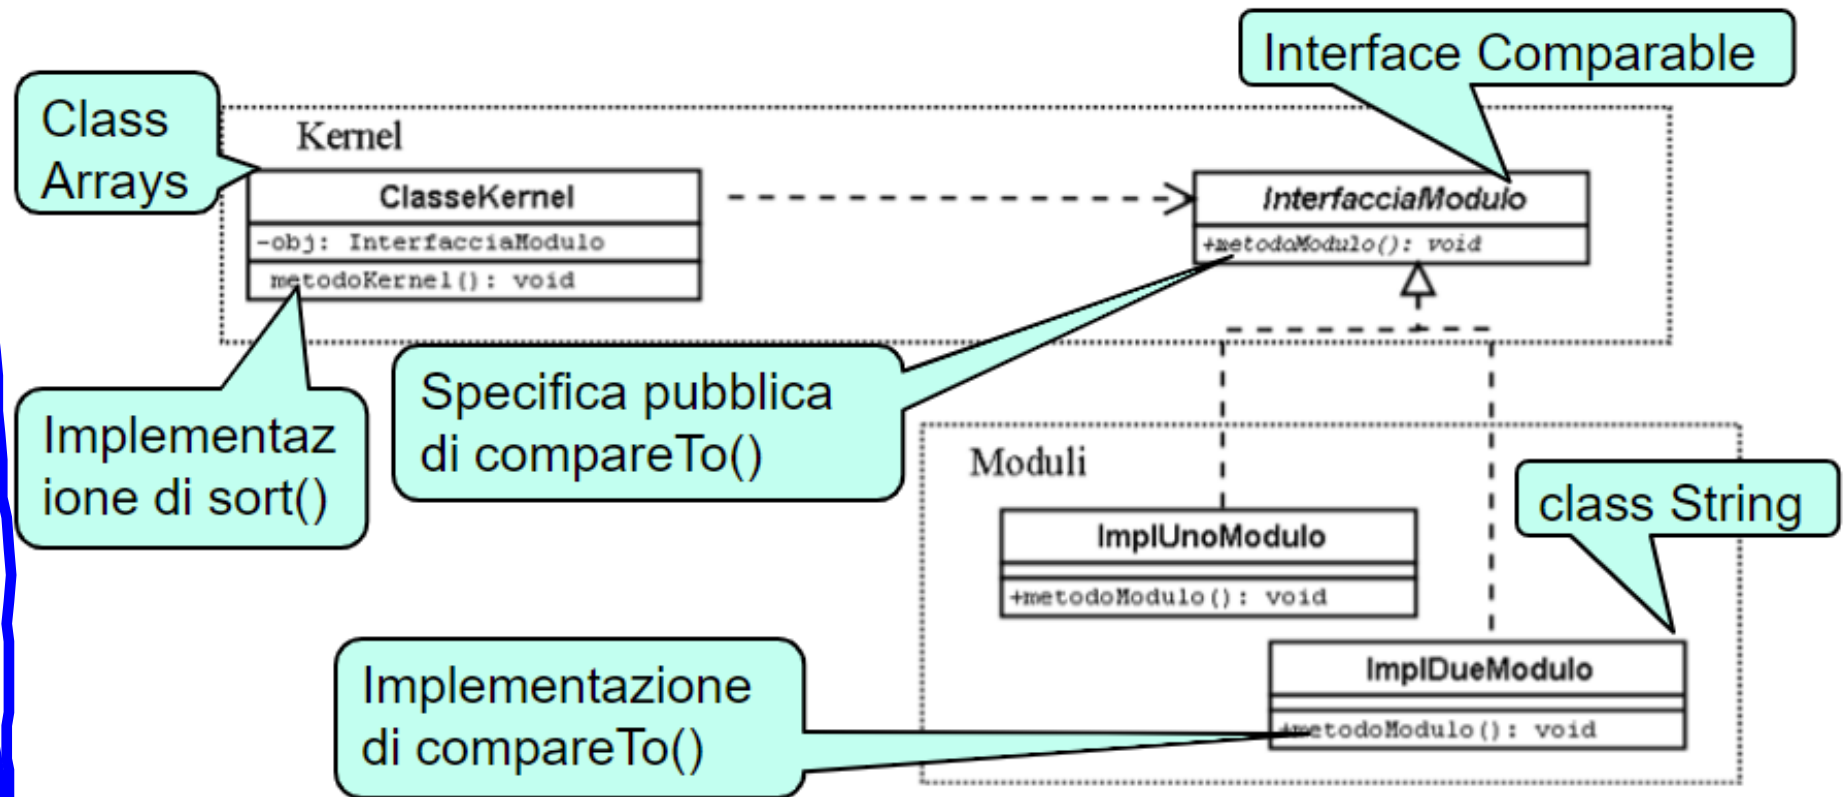 Interface Comparable
Class
Arrays
Kernel
ClasseKernel
-obj: InterfacciaModulo
metodoKernel(): void
InterfacciaModulo
+metodoModulo(): void
Specifica pubblica
di compareTo()
Implementaz
ione di sort()
Moduli
class String
ImplUnoModulo
+metodoModulo(): void
ImplDueModulo
+metodoModulo(): void
Implementazione
di compareTo()